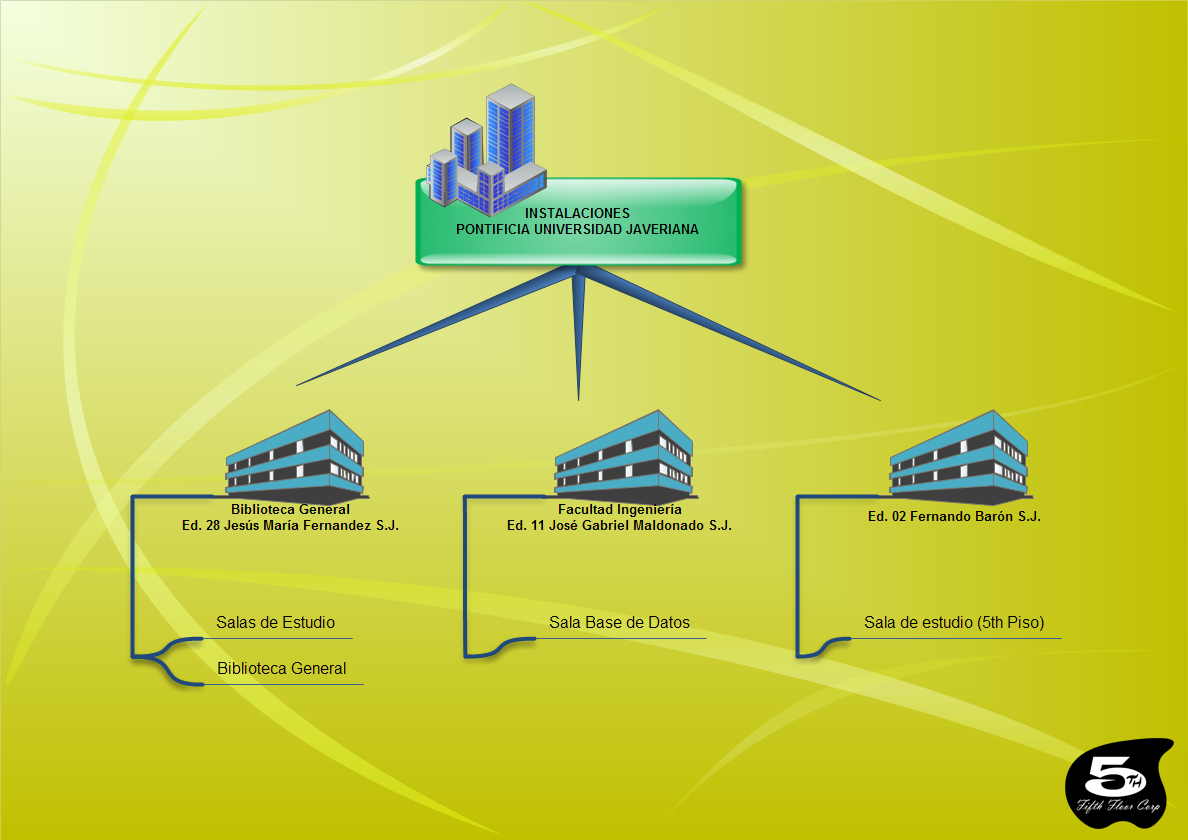 INSTALACIONES
PONTIFICIA UNIVERSIDAD JAVERIANA
Biblioteca General
Ed. 28 Jesús María Fernandez S.J.
Facultad Ingeniería
Ed. 11 José Gabriel Maldonado S.J.
Ed. 02 Fernando Barón S.J.
Salas de Estudio
Biblioteca General
Sala Base de Datos
Sala de estudio (5th Piso)
5TH
Fifth Floor Corp